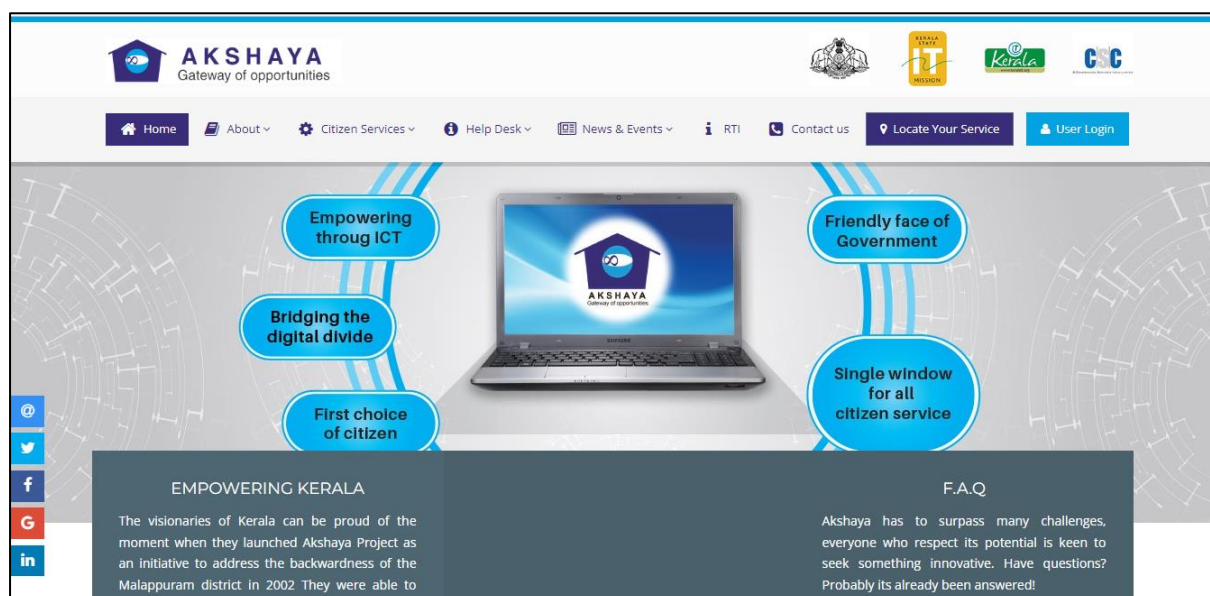 AKSHAYA
Gateway of opportunities
KERALA
STATE
IT
MISSION
@
Kerala
CSC
Home
About
Citizen Services
Help Desk
News & Events
RTI
Contact us
Locate Your Service
User Login
Empowering
throug ICT
Bridging the
digital divide
First choice
of citizen
AKSHAYA
Gateway of opportunities
Friendly face of
Government
Single window
for all
citizen service
@
f
G
in
EMPOWERING KERALA
The visionaries of Kerala can be proud of the
moment when they launched Akshaya Project as
an initiative to address the backwardness of the
Malappuram district in 2002 They were able to
F.A.Q
Akshaya has to surpass many challenges,
everyone who respect its potential is keen to
seek something innovative. Have questions?
Probably its already been answered!